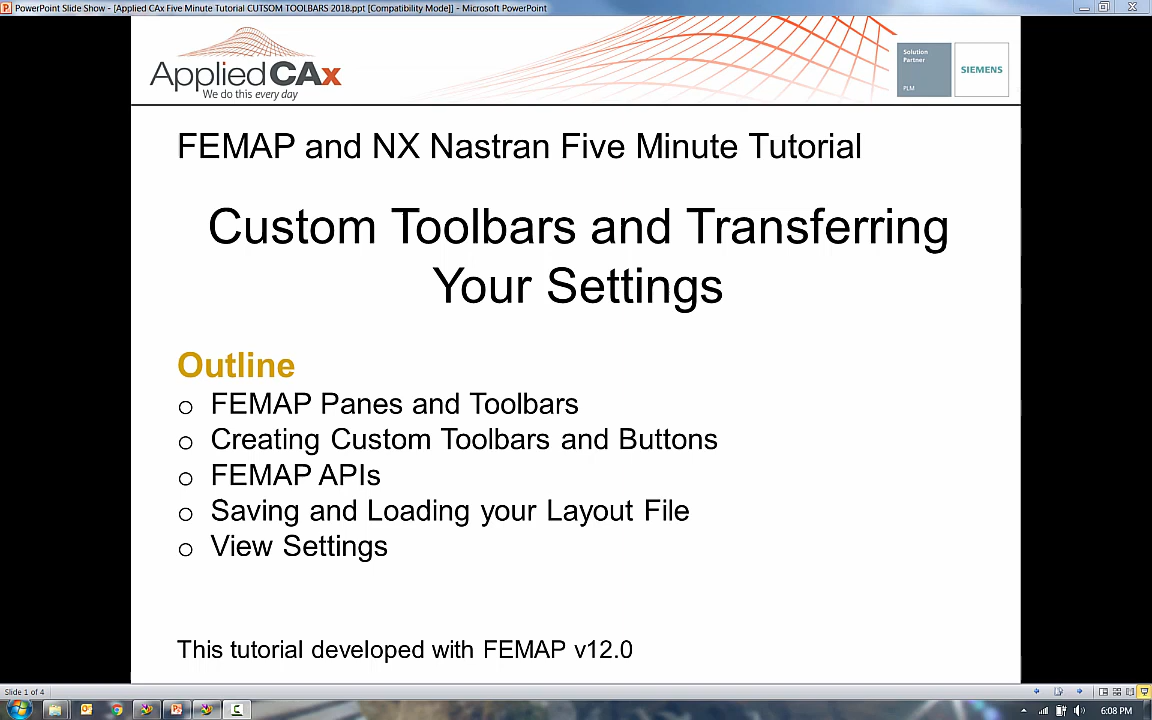 PowerPoint Slide Show - [Applied CAx Five Minute Tutorial CUTSOM TOOLBARS 2018.ppt [Compatibility Mode]] - Microsoft PowerPoint
AppliedCAx
We do this every day
Solution
Partner
PLM
SIEMENS
FEMAP and NX Nastran Five Minute Tutorial
Custom Toolbars and Transferring
Your Settings
Outline
o FEMAP Panes and Toolbars
o Creating Custom Toolbars and Buttons
o FEMAP APIs
o Saving and Loading your Layout File
o View Settings
This tutorial developed with FEMAP v12.0
Slide 1 of 4
6:08 PM